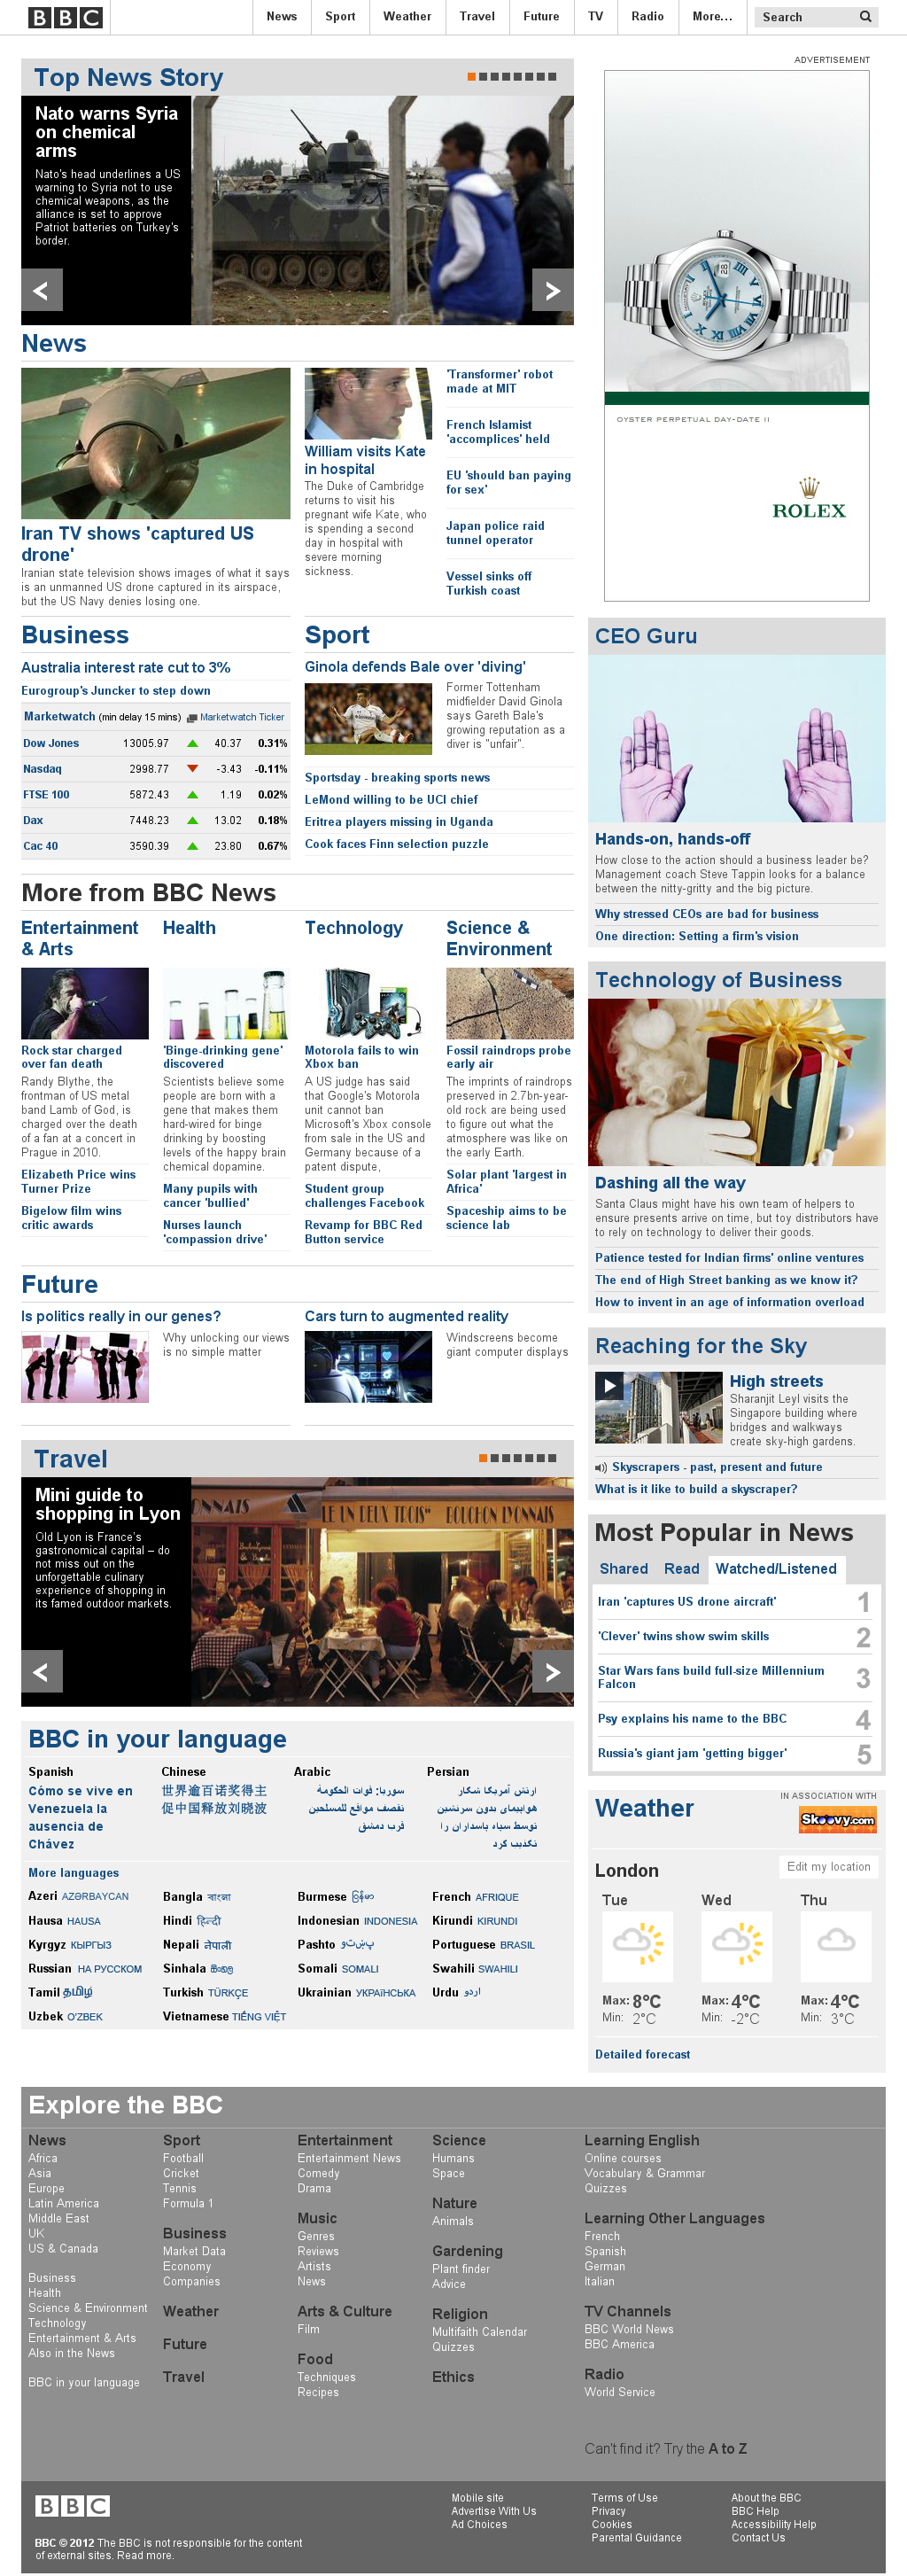 BBC
News
Sport
Weather
Travel
Future
TV
Radio
More...
Search
Top News Story
Nato warns Syria
on chemical
arms
Nato's head underlines a US
warning to Syria not to use
chemical weapons, as the
alliance is set to approve
Patriot batteries on Turkey's
border.
ADVERTISEMENT
28
OYSTER PERPETUAL DAY-DATE II
ROLEX
News
Iran TV shows 'captured US
drone'
Iranian state television shows images of what it says
is an unmanned US drone captured in its airspace,
but the US Navy denies losing one.
William visits Kate
in hospital
The Duke of Cambridge
returns to visit his
pregnant wife Kate, who
is spending a second
day in hospital with
severe morning
sickness.
'Transformer' robot
made at MIT
French Islamist
'accomplices' held
EU 'should ban paying
for sex'
Japan police raid
tunnel operator
Vessel sinks off
Turkish coast
Business
Australia interest rate cut to 3%
Eurogroup's Juncker to step down
Marketwatch (min delay 15 mins) Marketwatch Ticker
Dow Jones 13005.97 40.37 0.31%
Nasdaq 2998.77 -3.43 -0.11%
FTSE 100 5872.43 1.19 0.02%
Dax 7448.23 13.02 0.18%
Cac 40 3590.39 23.80 0.67%
Sport
Ginola defends Bale over 'diving'
Former Tottenham
midfielder David Ginola
says Gareth Bale's
growing reputation as a
diver is "unfair".
Sportsday - breaking sports news
LeMond willing to be UCI chief
Eritrea players missing in Uganda
Cook faces Finn selection puzzle
CEO Guru
Hands-on, hands-off
How close to the action should a business leader be?
Management coach Steve Tappin looks for a balance
between the nitty-gritty and the big picture.
Why stressed CEOs are bad for business
One direction: Setting a firm's vision
More from BBC News
Entertainment
& Arts
Rock star charged
over fan death
Randy Blythe, the
frontman of US metal
band Lamb of God, is
charged over the death
of a fan at a concert in
Prague in 2010.
Elizabeth Price wins
Turner Prize
Bigelow film wins
critic awards
Health
'Binge-drinking gene'
discovered
Scientists believe some
people are born with a
gene that makes them
hard-wired for binge
drinking by boosting
levels of the happy brain
chemical dopamine.
Many pupils with
cancer 'bullied'
Nurses launch
'compassion drive'
Technology
Motorola fails to win
Xbox ban
A US judge has said
that Google's Motorola
unit cannot ban
Microsoft's Xbox console
from sale in the US and
Germany because of a
patent dispute,
Student group
challenges Facebook
Revamp for BBC Red
Button service
Science &
Environment
Fossil raindrops probe
early air
The imprints of raindrops
preserved in 2.7bn-year-
old rock are being used
to figure out what the
atmosphere was like on
the early Earth.
Solar plant 'largest in
Africa'
Spaceship aims to be
science lab
Technology of Business
Dashing all the way
Santa Claus might have his own team of helpers to
ensure presents arrive on time, but toy distributors have
to rely on technology to deliver their goods.
Patience tested for Indian firms' online ventures
The end of High Street banking as we know it?
How to invent in an age of information overload
Future
Is politics really in our genes?
Why unlocking our views
is no simple matter
Cars turn to augmented reality
Windscreens become
giant computer displays
Reaching for the Sky
High streets
Sharanjit Leyl visits the
Singapore building where
bridges and walkways
create sky-high gardens.
Skyscrapers - past, present and future
What is it like to build a skyscraper?
Travel
Mini guide to
shopping in Lyon
Old Lyon is France's
gastronomical capital – do
not miss out on the
unforgettable culinary
experience of shopping in
its famed outdoor markets.
LE UN DEUX TROIS
BOUCHON LYONNAIS
Most Popular in News
Shared
Read
Watched/Listened
Iran 'captures US drone aircraft' 1
'Clever' twins show swim skills 2
Star Wars fans build full-size Millennium
Falcon 3
Psy explains his name to the BBC 4
Russia's giant jam 'getting bigger' 5
BBC in your language
Spanish
Cómo se vive en
Venezuela la
ausencia de
Chávez
Chinese
世界逾百诺奖得主
促中国释放刘晓波
Arabic
سوريا: قوات الحكومة
تقصف مواقع للمسلحين
قرب دمشق
Persian
ارتش آمریکا شکار
هواپیمای بدون سرنشین
توسط سپاه پاسداران را
تکذیب کرد
More languages
Azeri AZƏRBAYCAN
Bangla বাংলা
Burmese မြန်မာ
French AFRIQUE
Hausa HAUSA
Hindi हिन्दी
Indonesian INDONESIA
Kirundi KIRUNDI
Kyrgyz КЫРГЫЗ
Nepali नेपाली
Pashto پښتو
Portuguese BRASIL
Russian НА РУССКОМ
Sinhala සිංහල
Somali SOMALI
Swahili SWAHILI
Tamil தமிழ்
Turkish TÜRKÇE
Ukrainian УКРАЇНСЬКА
Urdu اردو
Uzbek O'ZBEK
Vietnamese TIẾNG VIỆT
Weather
IN ASSOCIATION WITH
Skoovy.com
London
Edit my location
Tue
Wed
Thu
Max: 8°C
Min: 2°C
Max: 4°C
Min: -2°C
Max: 4°C
Min: 3°C
Detailed forecast
Explore the BBC
News
Africa
Asia
Europe
Latin America
Middle East
UK
US & Canada
Business
Health
Science & Environment
Technology
Entertainment & Arts
Also in the News
BBC in your language
Sport
Football
Cricket
Tennis
Formula 1
Business
Market Data
Economy
Companies
Weather
Future
Travel
Entertainment
Entertainment News
Comedy
Drama
Music
Genres
Reviews
Artists
News
Arts & Culture
Film
Food
Techniques
Recipes
Science
Humans
Space
Nature
Animals
Gardening
Plant finder
Advice
Religion
Multifaith Calendar
Quizzes
Ethics
Learning English
Online courses
Vocabulary & Grammar
Quizzes
Learning Other Languages
French
Spanish
German
Italian
TV Channels
BBC World News
BBC America
Radio
World Service
Can't find it? Try the A to Z
BBC
BBC © 2012 The BBC is not responsible for the content
of external sites. Read more.
Mobile site
Advertise With Us
Ad Choices
Terms of Use
Privacy
Cookies
Parental Guidance
About the BBC
BBC Help
Accessibility Help
Contact Us